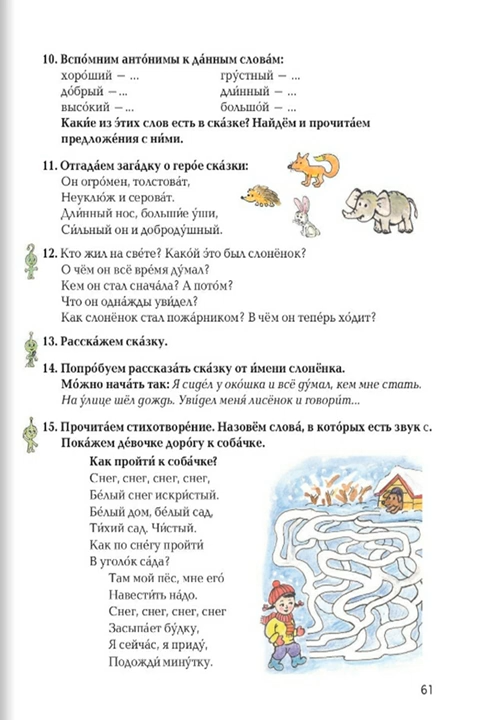 10. Вспо́мним анто́нимы к да́нным слова́м:
хоро́ший – ... гру́стный – ...
до́брый – ... дли́нный – ...
высо́кий – ... большо́й – ...
Каки́е из э́тих слов есть в ска́зке? Найдём и прочита́ем
предложе́ния с ни́ми.
11. Отгада́ем зага́дку о геро́е ска́зки:
Он огро́мен, толстова́т,
Неуклю́ж и серова́т.
Дли́нный нос, больши́е у́ши,
Си́льный он и доброду́шный.
12. Кто жил на све́те? Како́й э́то был слонёнок?
О чём он всё вре́мя ду́мал?
Кем он стал снача́ла? А пото́м?
Что он одна́жды уви́дел?
Как слонёнок стал пожа́рником? В чём он тепе́рь хо́дит?
13. Расска́жем ска́зку.
14. Попро́буем рассказа́ть ска́зку от и́мени слонёнка.
Мо́жно нача́ть так: Я сиде́л у око́шка и всё ду́мал, кем мне стать.
На у́лице шёл дождь. Уви́дел меня́ лисёнок и говори́т...
15. Прочита́ем стихотворе́ние. Назовём слова́, в кото́рых есть звук с.
Пока́жем де́вочке доро́гу к соба́чке.
Как пройти́ к соба́чке?
Снег, снег, снег, снег,
Бе́лый снег искри́стый.
Бе́лый дом, бе́лый сад,
Ти́хий сад. Чи́стый.
Как по сне́гу пройти́
В уголо́к са́да?
Там мой пёс, мне его́
Навести́ть на́до.
Снег, снег, снег, снег
Засыпа́ет бу́дку,
Я сейча́с, я приду́,
Подожди́ мину́тку.
61